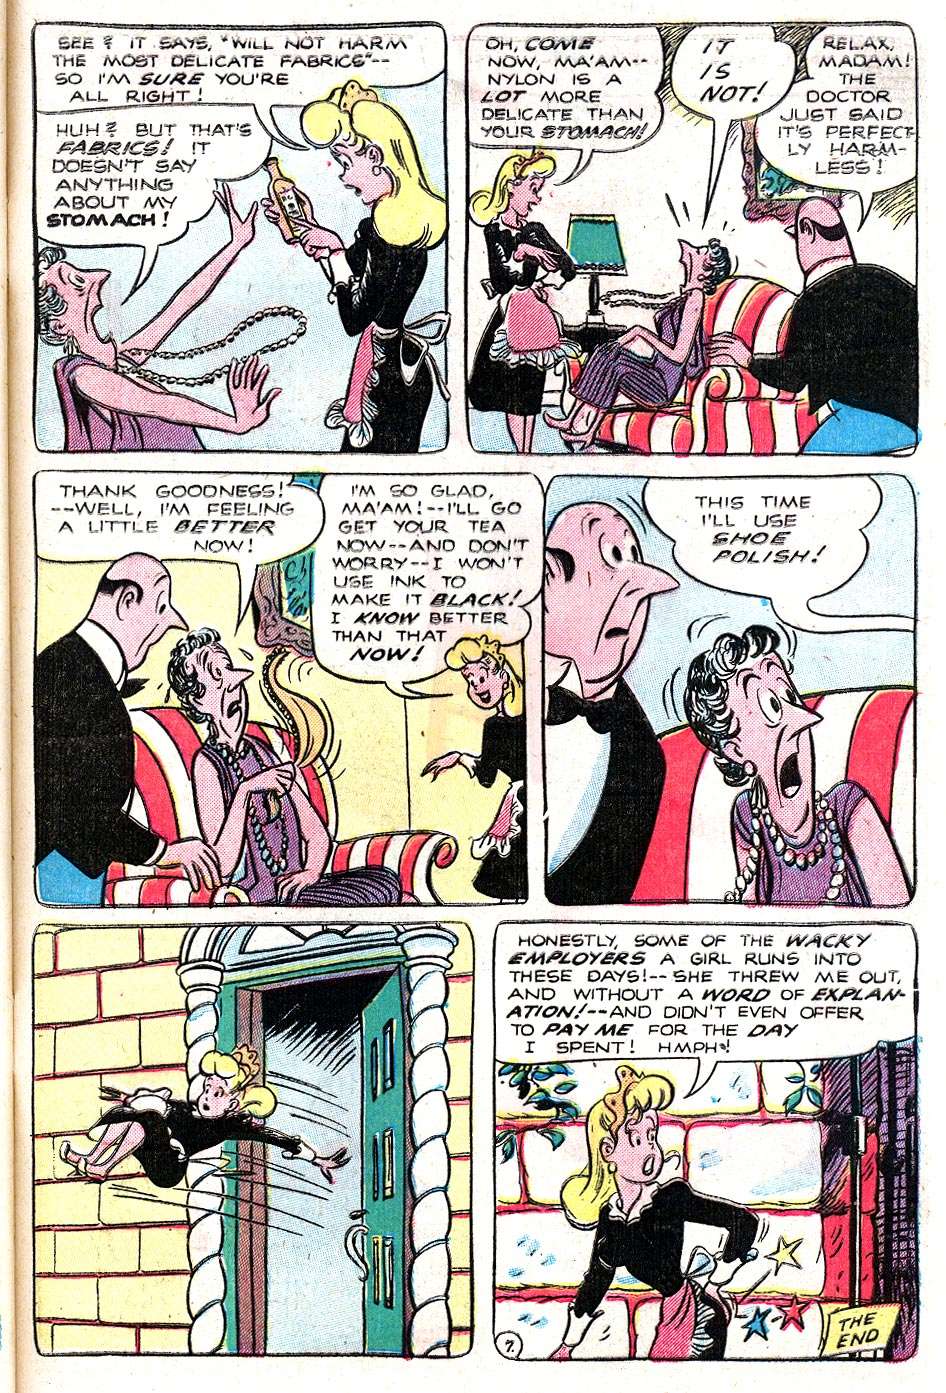 SEE? IT SAYS, "WILL NOT HARM
THE MOST DELICATE FABRICS"--
SO I'M SURE YOU'RE
ALL RIGHT!
HUH? BUT THAT'S
FABRICS! IT
DOESN'T SAY
ANYTHING
ABOUT MY
STOMACH!
OH, COME
NOW, MA'AM--
NYLON IS A
LOT MORE
DELICATE THAN
YOUR STOMACH!
IT
IS
NOT!
RELAX,
MADAM!
THE
DOCTOR
JUST SAID
IT'S PERFECT-
LY HARM-
LESS!
THANK GOODNESS!
--WELL, I'M FEELING
A LITTLE BETTER
NOW!
I'M SO GLAD,
MA'AM!--I'LL GO
GET YOUR TEA
NOW--AND DON'T
WORRY--I WON'T
USE INK TO
MAKE IT BLACK!
I KNOW BETTER
THAN THAT
NOW!
THIS TIME
I'LL USE
SHOE
POLISH!
HONESTLY, SOME OF THE WACKY
EMPLOYERS A GIRL RUNS INTO
THESE DAYS!--SHE THREW ME OUT,
AND WITHOUT A WORD OF EXPLAN-
ATION!--AND DIDN'T EVEN OFFER
TO PAY ME FOR THE DAY
I SPENT! HMPH!
7.
THE
END